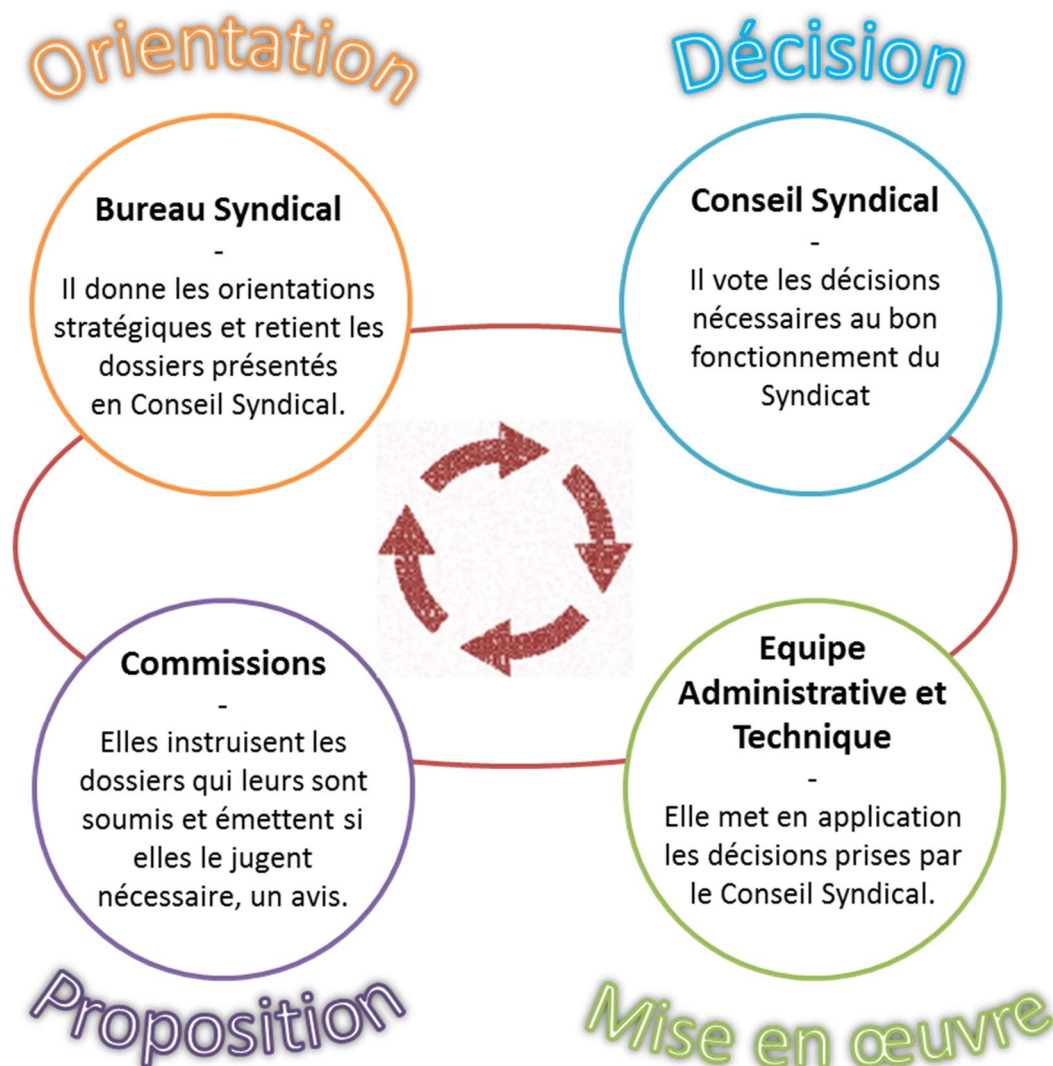 Orientation
Bureau Syndical
-
Il donne les orientations
stratégiques et retient les
dossiers présentés
en Conseil Syndical.
Décision
Conseil Syndical
-
Il vote les décisions
nécessaires au bon
fonctionnement du
Syndicat
Commissions
-
Elles instruisent les
dossiers qui leurs sont
soumis et émettent si
elles le jugent
nécessaire, un avis.
Proposition
Equipe
Administrative et
Technique
-
Elle met en application
les décisions prises par
le Conseil Syndical.
Mise en œuvre